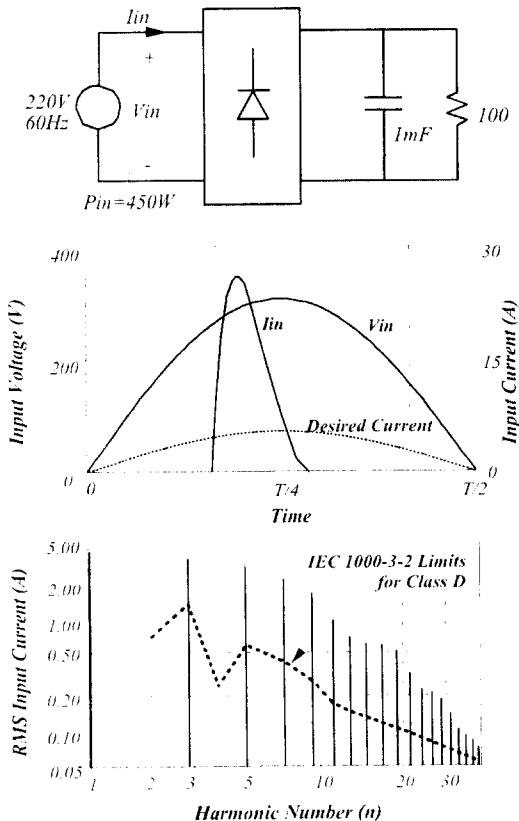 Iin
+
220V
60Hz
Vin
1mF
100
-
Pin=450W
Input Voltage (V)
400
200
0
Iin
Vin
Desired Current
30
15
0
Input Current (A)
0
T/4
T/2
Time
RMS Input Current (A)
5.00
2.00
1.00
0.50
0.20
0.10
0.05
IEC 1000-3-2 Limits
for Class D
1
2
3
5
10
20
30
Harmonic Number (n)